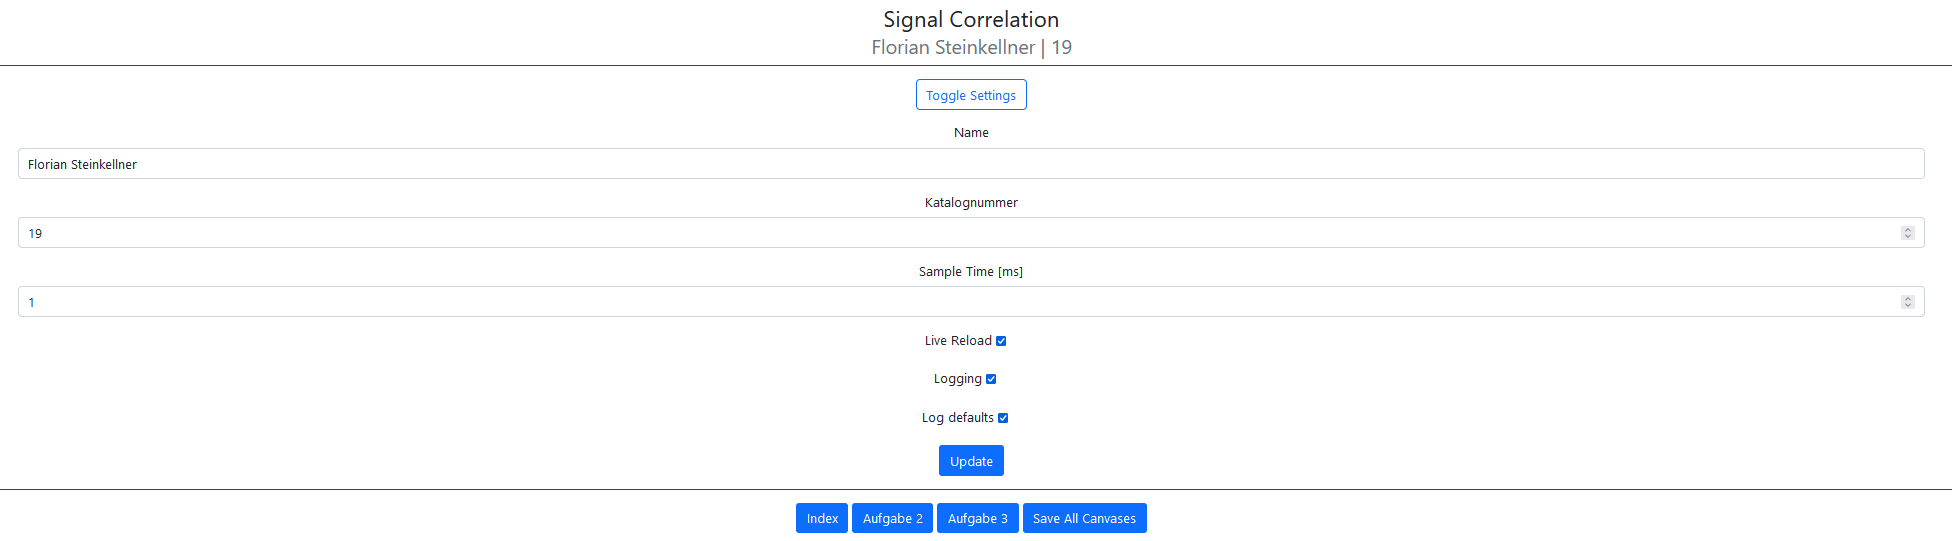 Signal Correlation
Florian Steinkellner | 19
Toggle Settings
Name
Florian Steinkellner
Katalognummer
19
Sample Time [ms]
1
Live Reload
Logging
Log defaults
Update
Index Aufgabe 2 Aufgabe 3 Save All Canvases